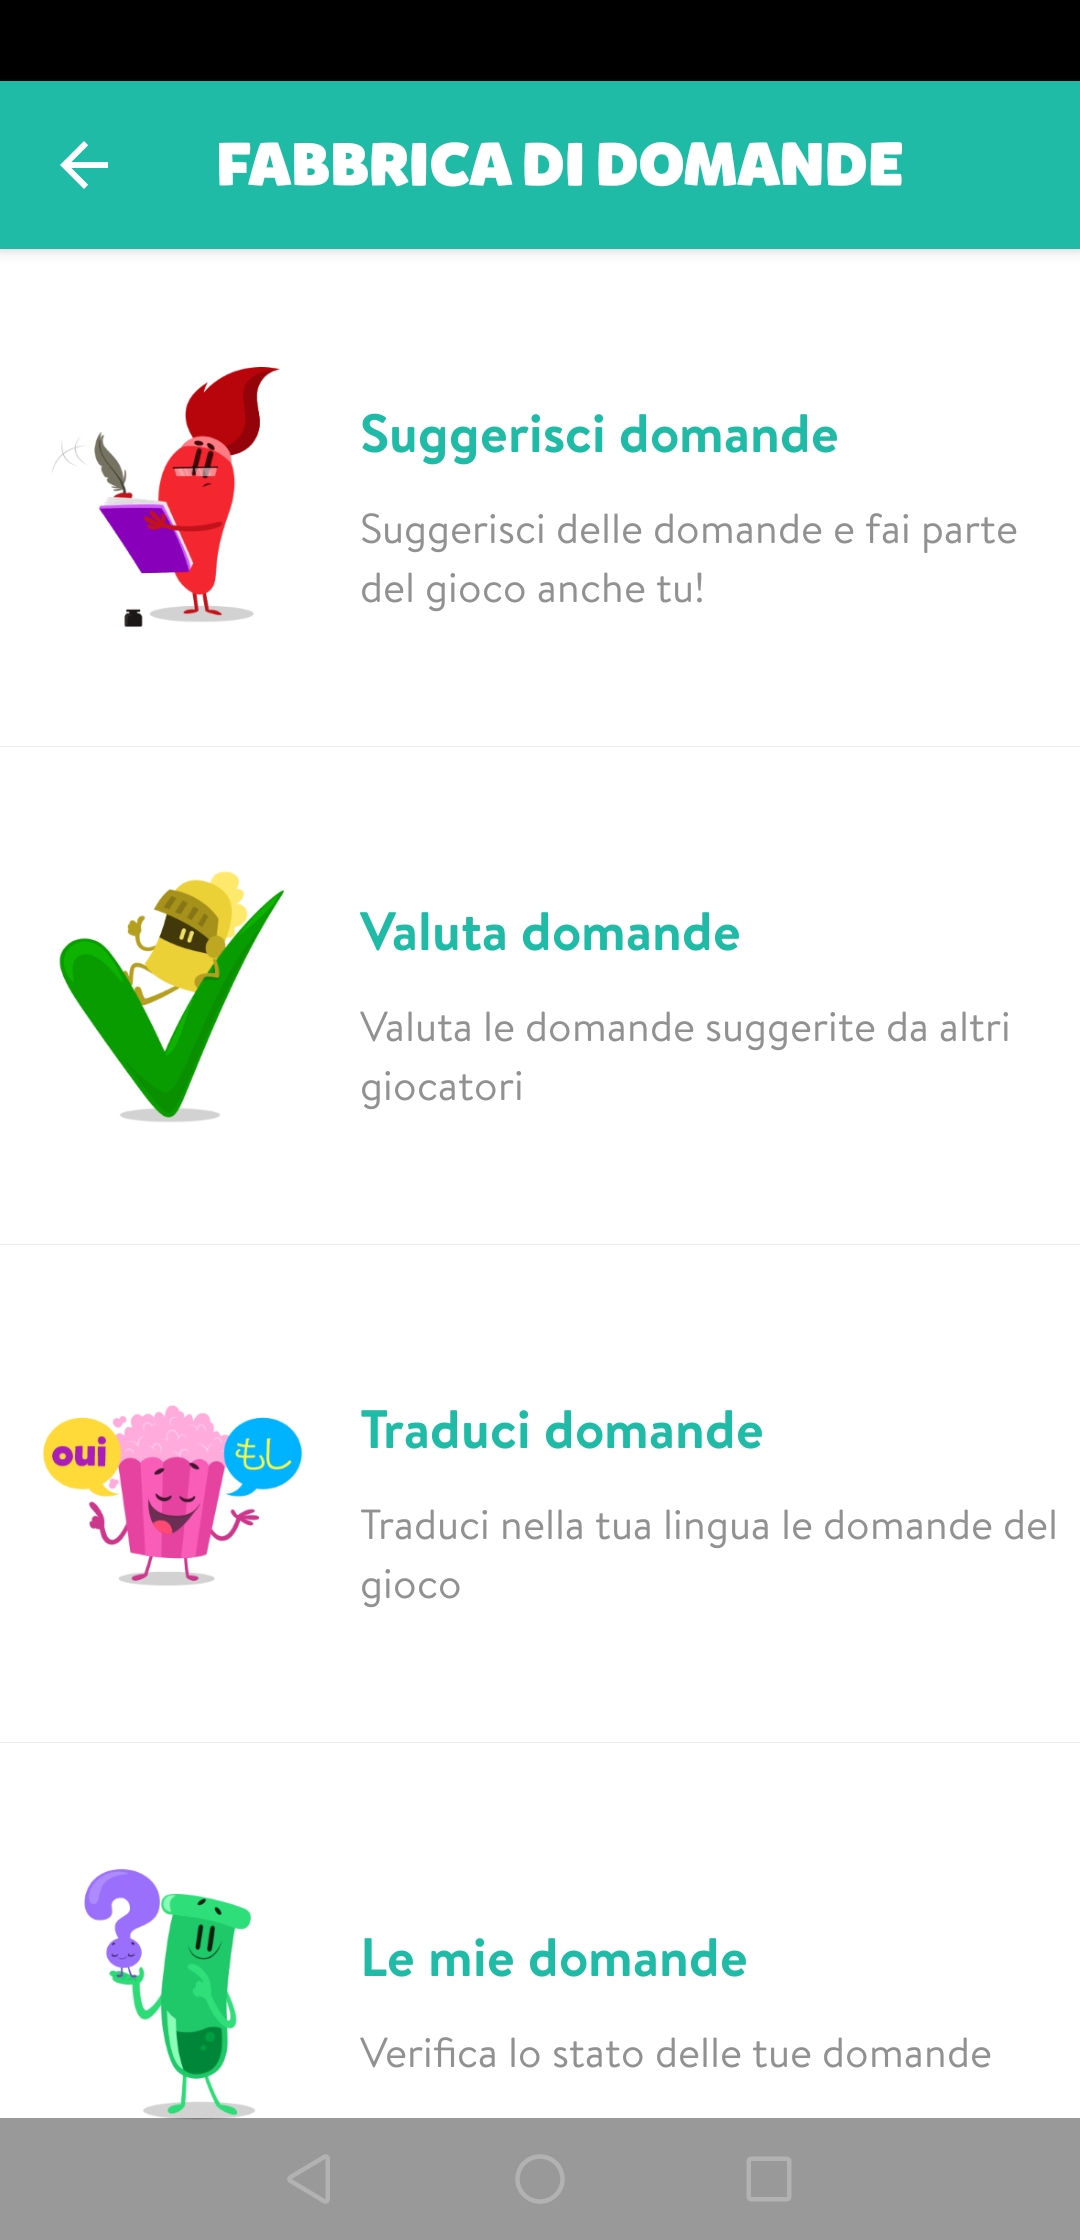 FABBRICA DI DOMANDE
Suggerisci domande
Suggerisci delle domande e fai parte
del gioco anche tu!
Valuta domande
Valuta le domande suggerite da altri
giocatori
oui
もし
Traduci domande
Traduci nella tua lingua le domande del
gioco
Le mie domande
Verifica lo stato delle tue domande